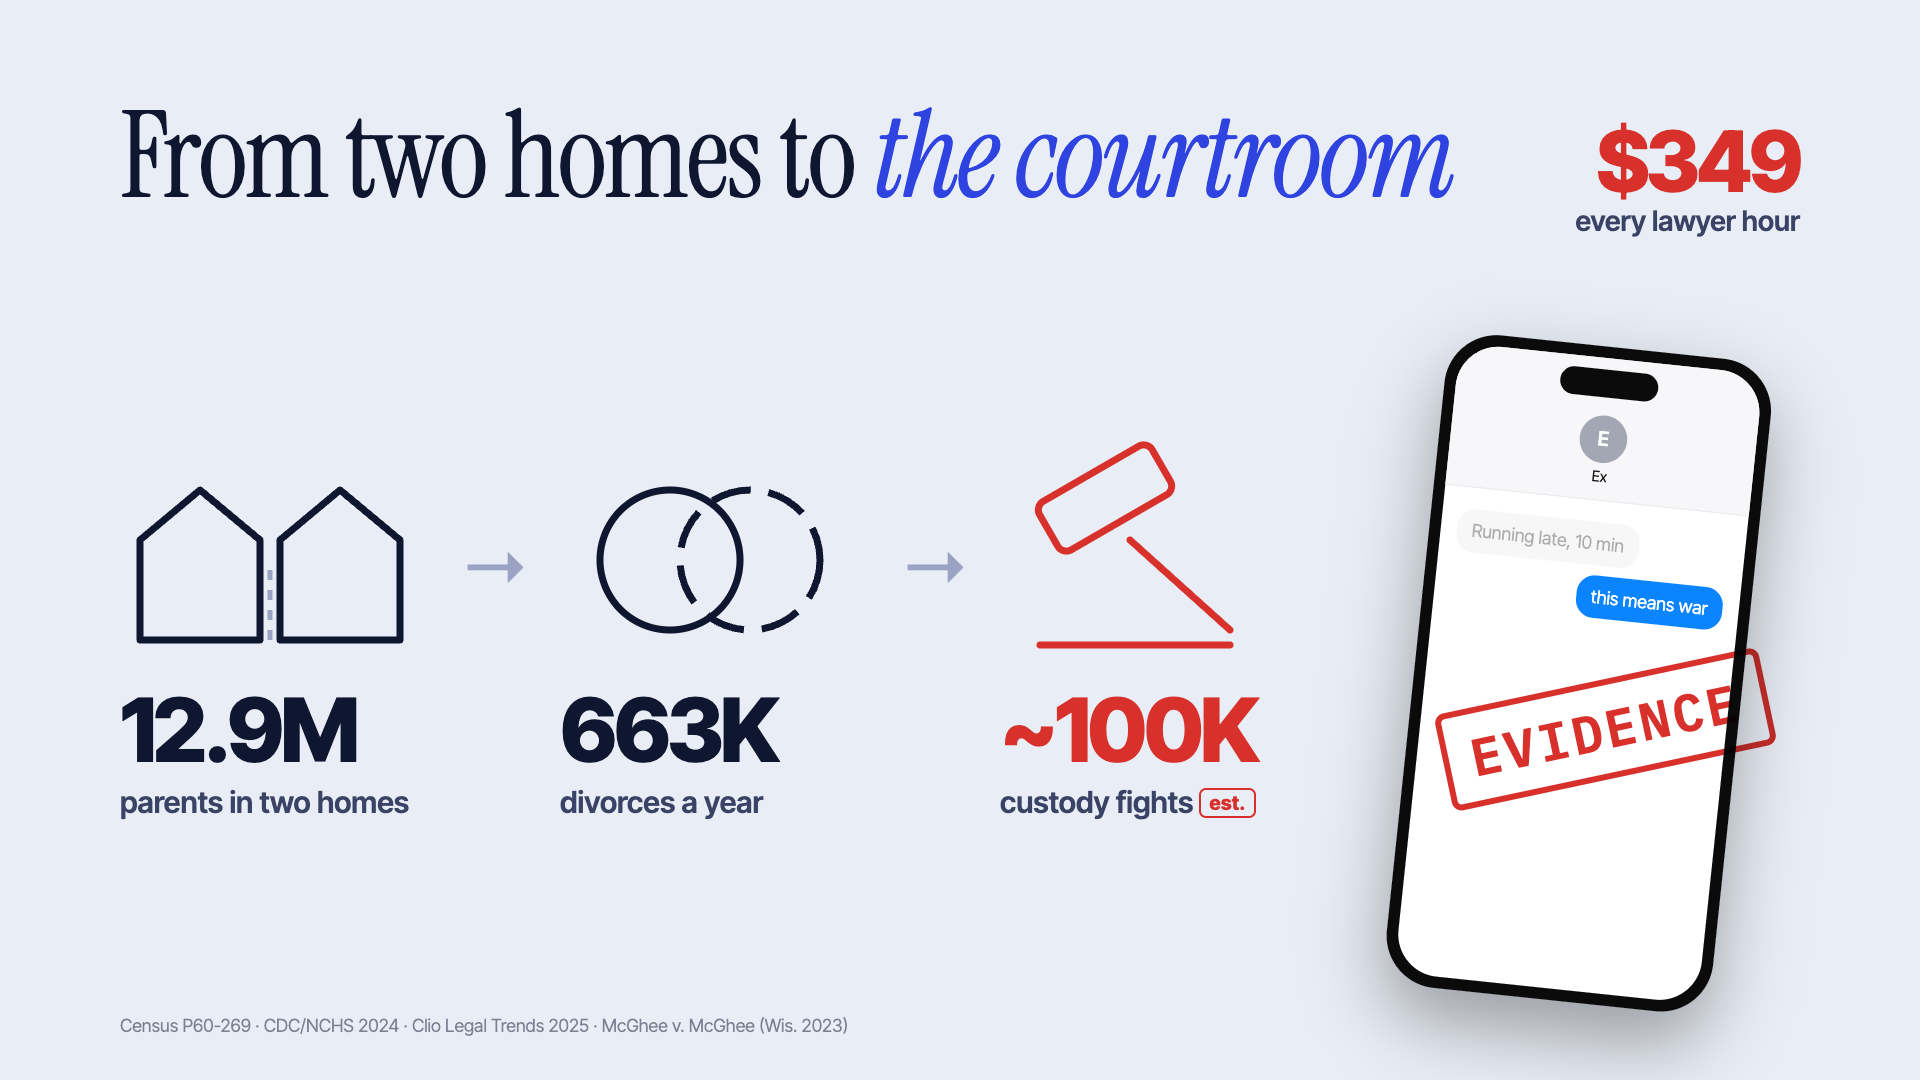 From two homes to the courtroom
$349
every lawyer hour
12.9M
parents in two homes
663K
divorces a year
~100K
custody fights est.
E
Ex
Running late, 10 min
this means war
EVIDENCE
Census P60-269 · CDC/NCHS 2024 · Clio Legal Trends 2025 · McGhee v. McGhee (Wis. 2023)